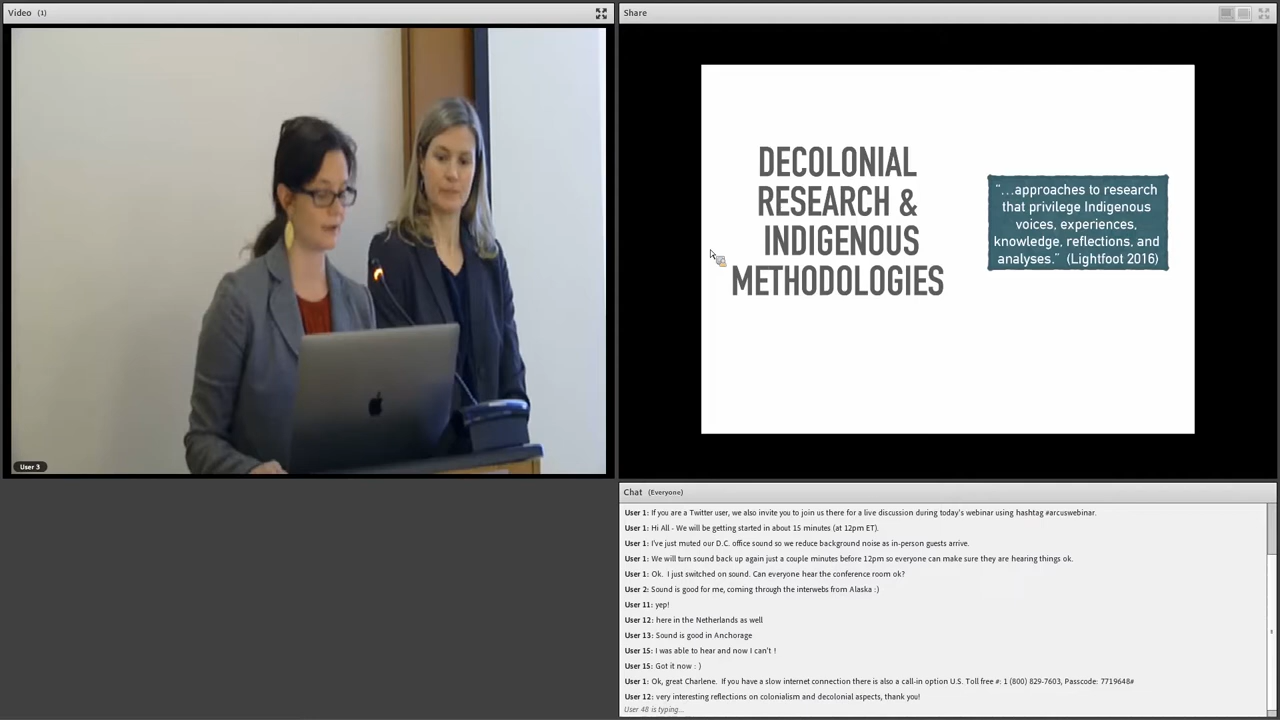 Video (1)
User 3
Share
DECOLONIAL
RESEARCH &
INDIGENOUS
METHODOLOGIES
“...approaches to research
that privilege Indigenous
voices, experiences,
knowledge, reflections, and
analyses.” (Lightfoot 2016)
Chat (Everyone)
User 1: If you are a Twitter user, we also invite you to join us there for a live discussion during today's webinar using hashtag #arcuswebinar.
User 1: Hi All - We will be getting started in about 15 minutes (at 12pm ET).
User 1: I've just muted our D.C. office sound so we reduce background noise as in-person guests arrive.
User 1: We will turn sound back up again just a couple minutes before 12pm so everyone can make sure they are hearing things ok.
User 1: Ok. I just switched on sound. Can everyone hear the conference room ok?
User 2: Sound is good for me, coming through the interwebs from Alaska :)
User 11: yep!
User 12: here in the Netherlands as well
User 13: Sound is good in Anchorage
User 15: I was able to hear and now I can't !
User 15: Got it now : )
User 1: Ok, great Charlene. If you have a slow internet connection there is also a call-in option U.S. Toll free #: 1 (800) 829-7603, Passcode: 7719648#
User 12: very interesting reflections on colonialism and decolonial aspects, thank you!
User 48 is typing...